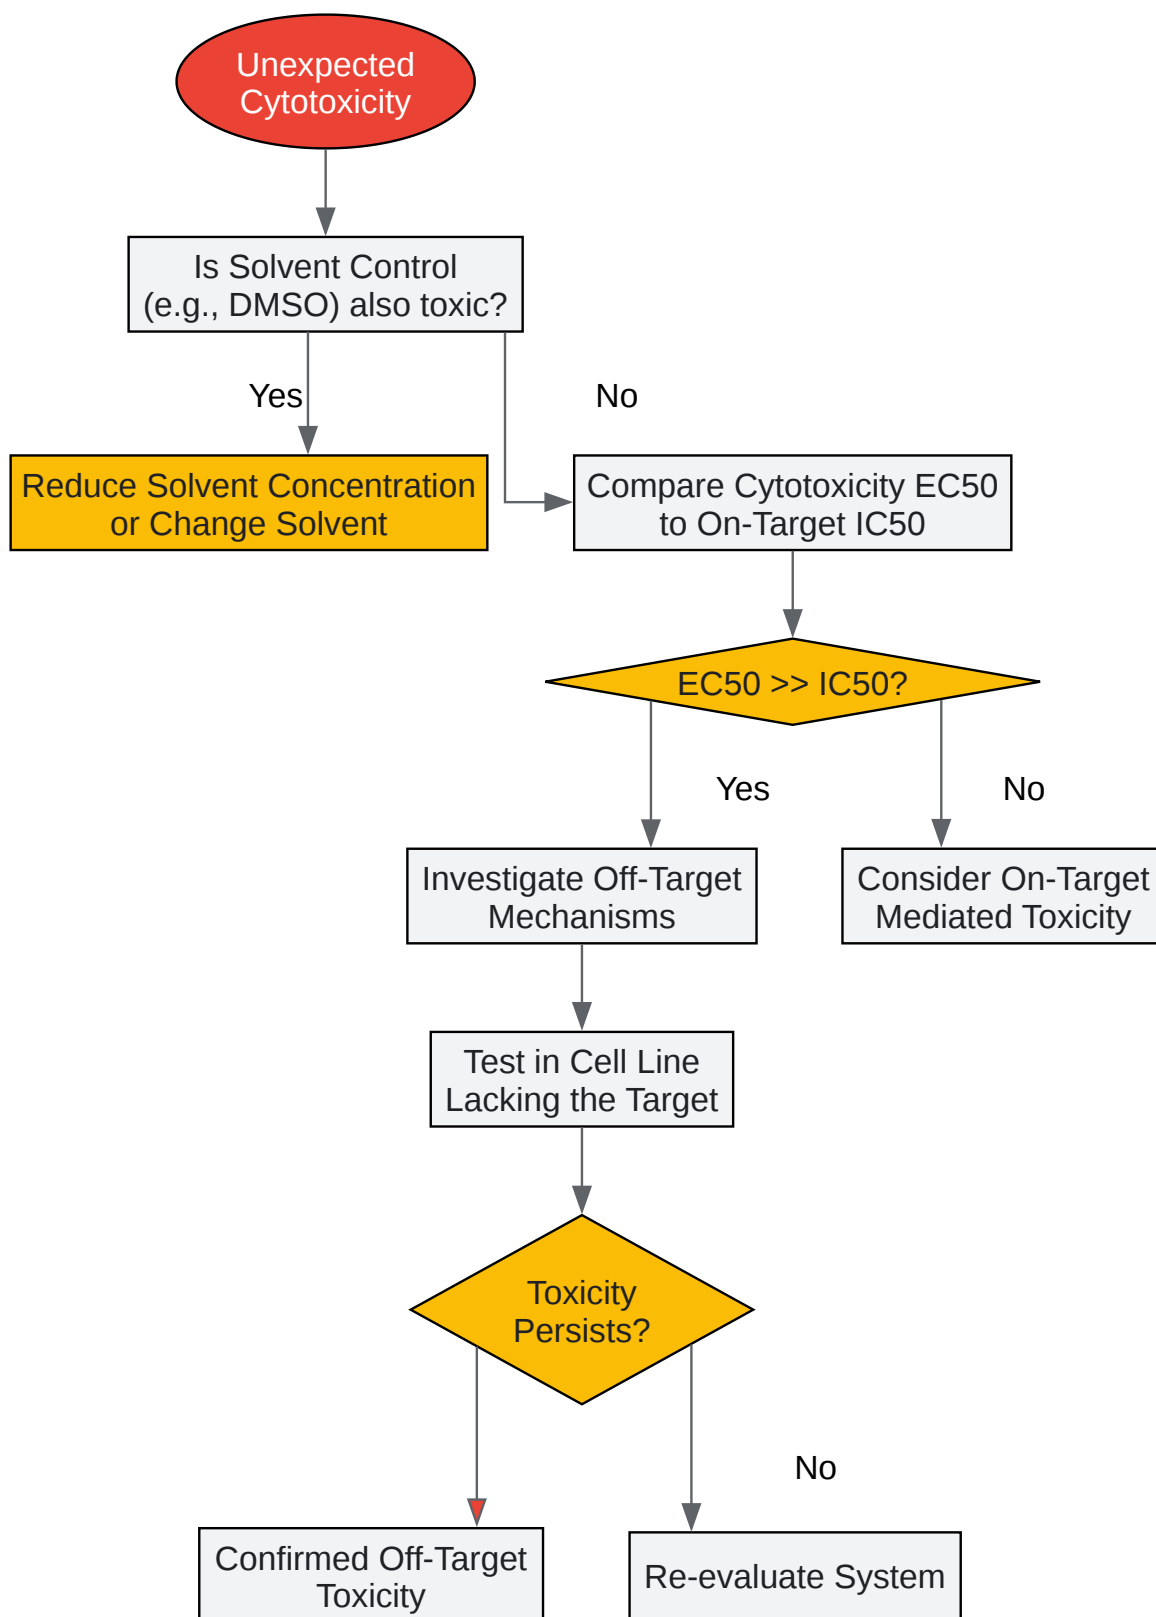 Unexpected
Cytotoxicity
Is Solvent Control
(e.g., DMSO) also toxic?
Yes
No
Reduce Solvent Concentration
or Change Solvent
Compare Cytotoxicity EC50
to On-Target IC50
EC50 >> IC50?
Yes
No
Investigate Off-Target
Mechanisms
Consider On-Target
Mediated Toxicity
Test in Cell Line
Lacking the Target
Toxicity
Persists?
No
Confirmed Off-Target
Toxicity
Re-evaluate System